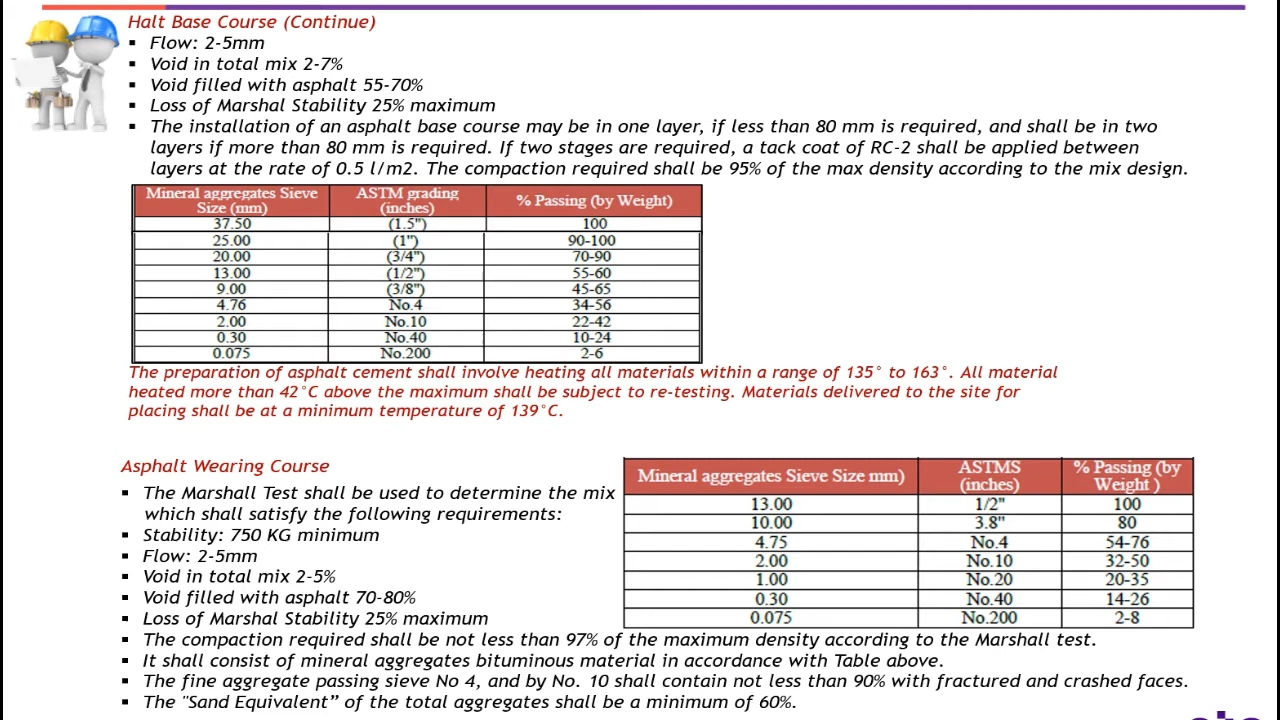 Halt Base Course (Continue)
▪ Flow: 2-5mm
▪ Void in total mix 2-7%
▪ Void filled with asphalt 55-70%
▪ Loss of Marshal Stability 25% maximum
▪ The installation of an asphalt base course may be in one layer, if less than 80 mm is required, and shall be in two
layers if more than 80 mm is required. If two stages are required, a tack coat of RC-2 shall be applied between
layers at the rate of 0.5 l/m2. The compaction required shall be 95% of the max density according to the mix design.
Mineral aggregates Sieve Size (mm) | ASTM grading (inches) | % Passing (by Weight)
37.50 | (1.5") | 100
25.00 | (1") | 90-100
20.00 | (3/4") | 70-90
13.00 | (1/2") | 55-60
9.00 | (3/8") | 45-65
4.76 | No.4 | 34-56
2.00 | No.10 | 22-42
0.30 | No.40 | 10-24
0.075 | No.200 | 2-6
The preparation of asphalt cement shall involve heating all materials within a range of 135° to 163°. All material
heated more than 42°C above the maximum shall be subject to re-testing. Materials delivered to the site for
placing shall be at a minimum temperature of 139°C.
Asphalt Wearing Course
▪ The Marshall Test shall be used to determine the mix
which shall satisfy the following requirements:
▪ Stability: 750 KG minimum
▪ Flow: 2-5mm
▪ Void in total mix 2-5%
▪ Void filled with asphalt 70-80%
▪ Loss of Marshal Stability 25% maximum
Mineral aggregates Sieve Size mm) | ASTMS (inches) | % Passing (by Weight )
13.00 | 1/2" | 100
10.00 | 3.8" | 80
4.75 | No.4 | 54-76
2.00 | No.10 | 32-50
1.00 | No.20 | 20-35
0.30 | No.40 | 14-26
0.075 | No.200 | 2-8
▪ The compaction required shall be not less than 97% of the maximum density according to the Marshall test.
▪ It shall consist of mineral aggregates bituminous material in accordance with Table above.
▪ The fine aggregate passing sieve No 4, and by No. 10 shall contain not less than 90% with fractured and crashed faces.
▪ The "Sand Equivalent” of the total aggregates shall be a minimum of 60%.